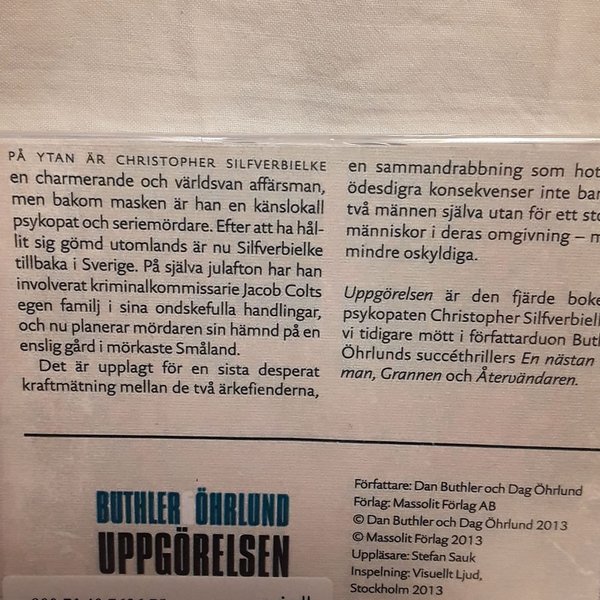 PÅ YTAN ÄR CHRISTOPHER SILFVERBIELKE
en charmerande och världsvan affärsman,
men bakom masken är han en känslokall
psykopat och seriemördare. Efter att ha hål-
lit sig gömd utomlands är nu Silfverbielke
tillbaka i Sverige. På själva julafton har han
involverat kriminalkommissarie Jacob Colts
egen familj i sina ondskefulla handlingar,
och nu planerar mördaren sin hämnd på en
enslig gård i mörkaste Småland.
Det är upplagt för en sista desperat
kraftmätning mellan de två ärkefienderna,
en sammandrabbning som hot
ödesdigra konsekvenser inte bar
två männen själva utan för ett sto
människor i deras omgivning – m
mindre oskyldiga.
Uppgörelsen är den fjärde boke
psykopaten Christopher Silfverbiell
vi tidigare mött i författarduon But
Öhrlunds succéthrillers En nästan
man, Grannen och Återvändaren.
BUTHLER ÖHRLUND
UPPGÖRELSEN
Författare: Dan Buthler och Dag Öhrlund
Förlag: Massolit Förlag AB
© Dan Buthler och Dag Öhrlund 2013
© Massolit Förlag 2013
Uppläsare: Stefan Sauk
Inspelning: Visuellt Ljud,
Stockholm 2013